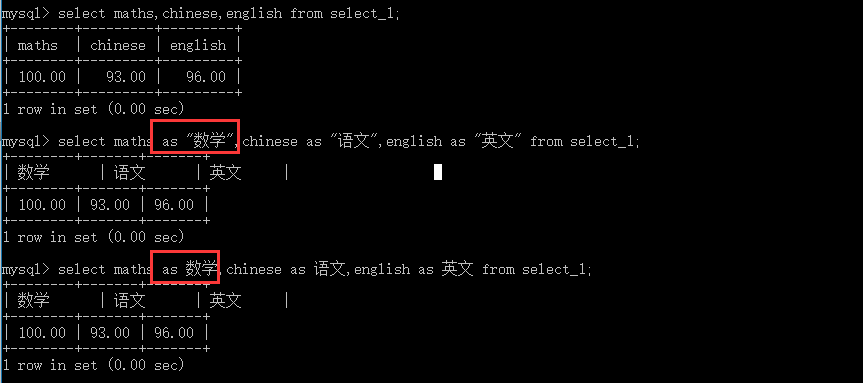 mysql> select maths,chinese,english from select_1;
+--------+---------+---------+
| maths  | chinese | english |
+--------+---------+---------+
| 100.00 |   93.00 |   96.00 |
+--------+---------+---------+
1 row in set (0.00 sec)
mysql> select maths as "数学",chinese as "语文",english as "英文" from select_1;
+--------+-------+-------+
| 数学      | 语文      | 英文     |
+--------+-------+-------+
| 100.00 | 93.00 | 96.00 |
+--------+-------+-------+
1 row in set (0.00 sec)
mysql> select maths as 数学,chinese as 语文,english as 英文 from select_1;
+--------+-------+-------+
| 数学      | 语文      | 英文     |
+--------+-------+-------+
| 100.00 | 93.00 | 96.00 |
+--------+-------+-------+
1 row in set (0.00 sec)